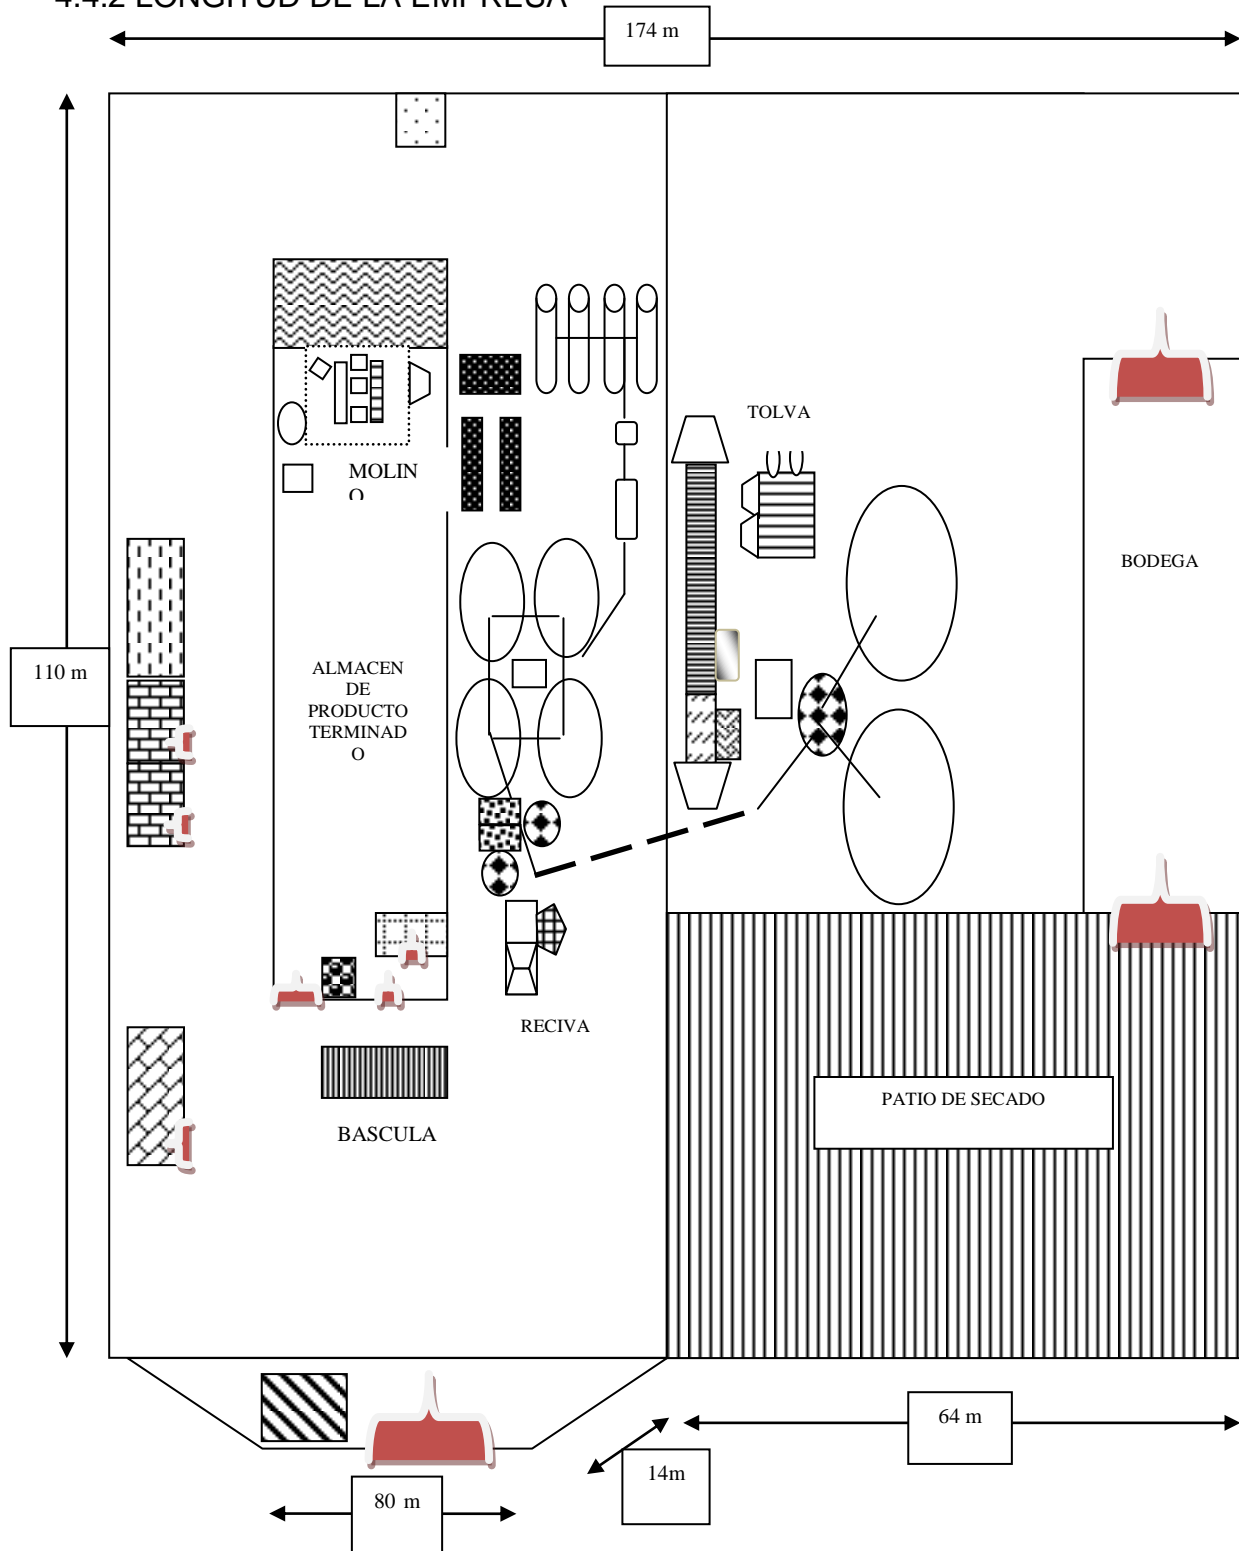 4.4.2 LONGITUD DE LA EMPRESA
174 m
TOLVA
MOLIN
O
BODEGA
110 m
ALMACEN
DE
PRODUCTO
TERMINAD
O
RECIVA
PATIO DE SECADO
BASCULA
64 m
14m
80 m